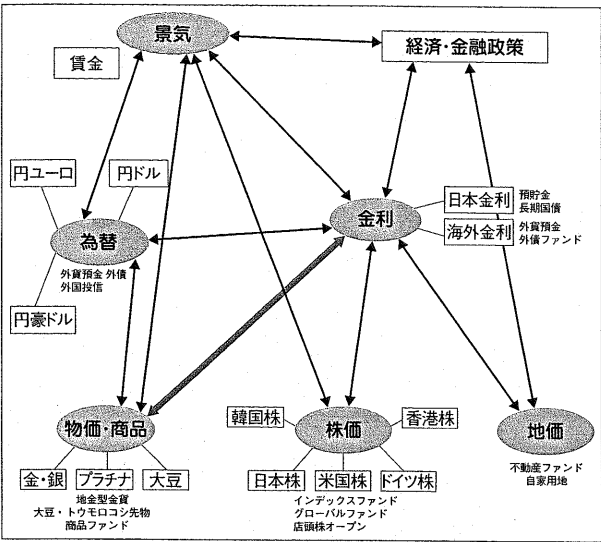 景気
経済・金融政策
賃金
円ユーロ
円ドル
為替
外貨預金 外債
外国投信
円豪ドル
金利
日本金利
預貯金
長期国債
海外金利
外貨預金
外債ファンド
物価・商品
金・銀
プラチナ
大豆
地金型金貨
大豆・トウモロコシ先物
商品ファンド
韓国株
株価
香港株
日本株
米国株
ドイツ株
インデックスファンド
グローバルファンド
店頭株オープン
地価
不動産ファンド
自家用地